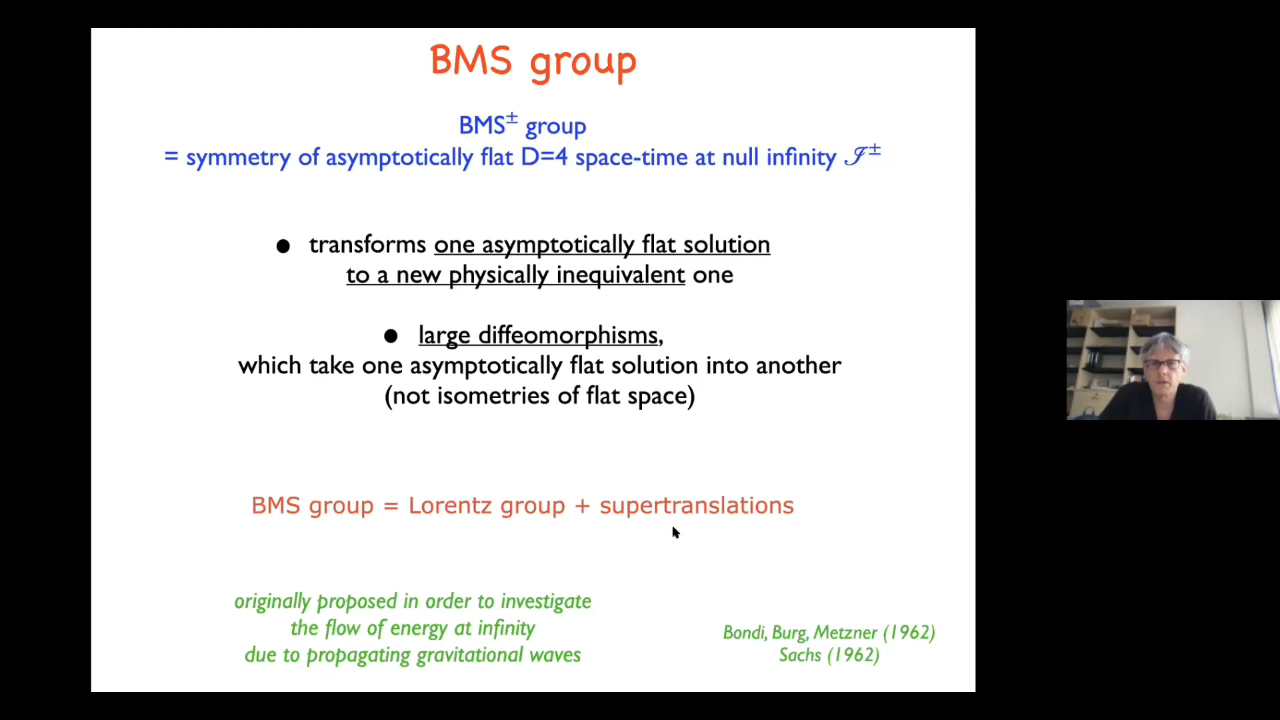 BMS group
BMS± group
= symmetry of asymptotically flat D=4 space-time at null infinity ℐ±
● transforms one asymptotically flat solution
to a new physically inequivalent one
● large diffeomorphisms,
which take one asymptotically flat solution into another
(not isometries of flat space)
BMS group = Lorentz group + supertranslations
originally proposed in order to investigate
the flow of energy at infinity
due to propagating gravitational waves
Bondi, Burg, Metzner (1962)
Sachs (1962)